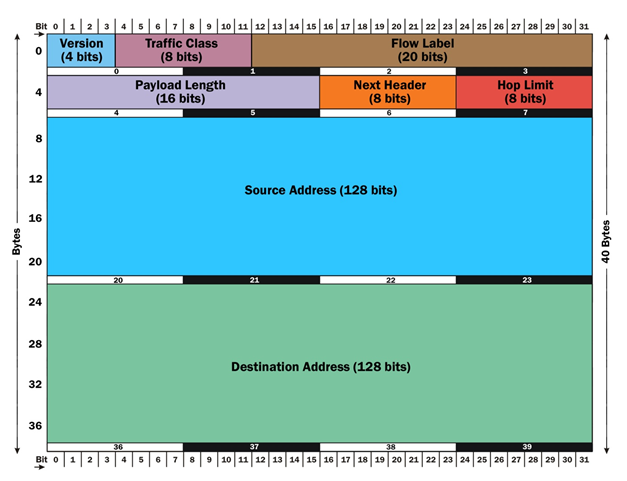 Bit 0 1 2 3 4 5 6 7 8 9 10 11 12 13 14 15 16 17 18 19 20 21 22 23 24 25 26 27 28 29 30 31
0 Version Traffic Class Flow Label
(4 bits) (8 bits) (20 bits)
0 1 2 3
4 Payload Length Next Header Hop Limit
(16 bits) (8 bits) (8 bits)
4 5 6 7
8
12
Source Address (128 bits)
16
20
20 21 22 23
24
28
Destination Address (128 bits)
32
36
36 37 38 39
Bit 0 1 2 3 4 5 6 7 8 9 10 11 12 13 14 15 16 17 18 19 20 21 22 23 24 25 26 27 28 29 30 31
Bytes
40 Bytes